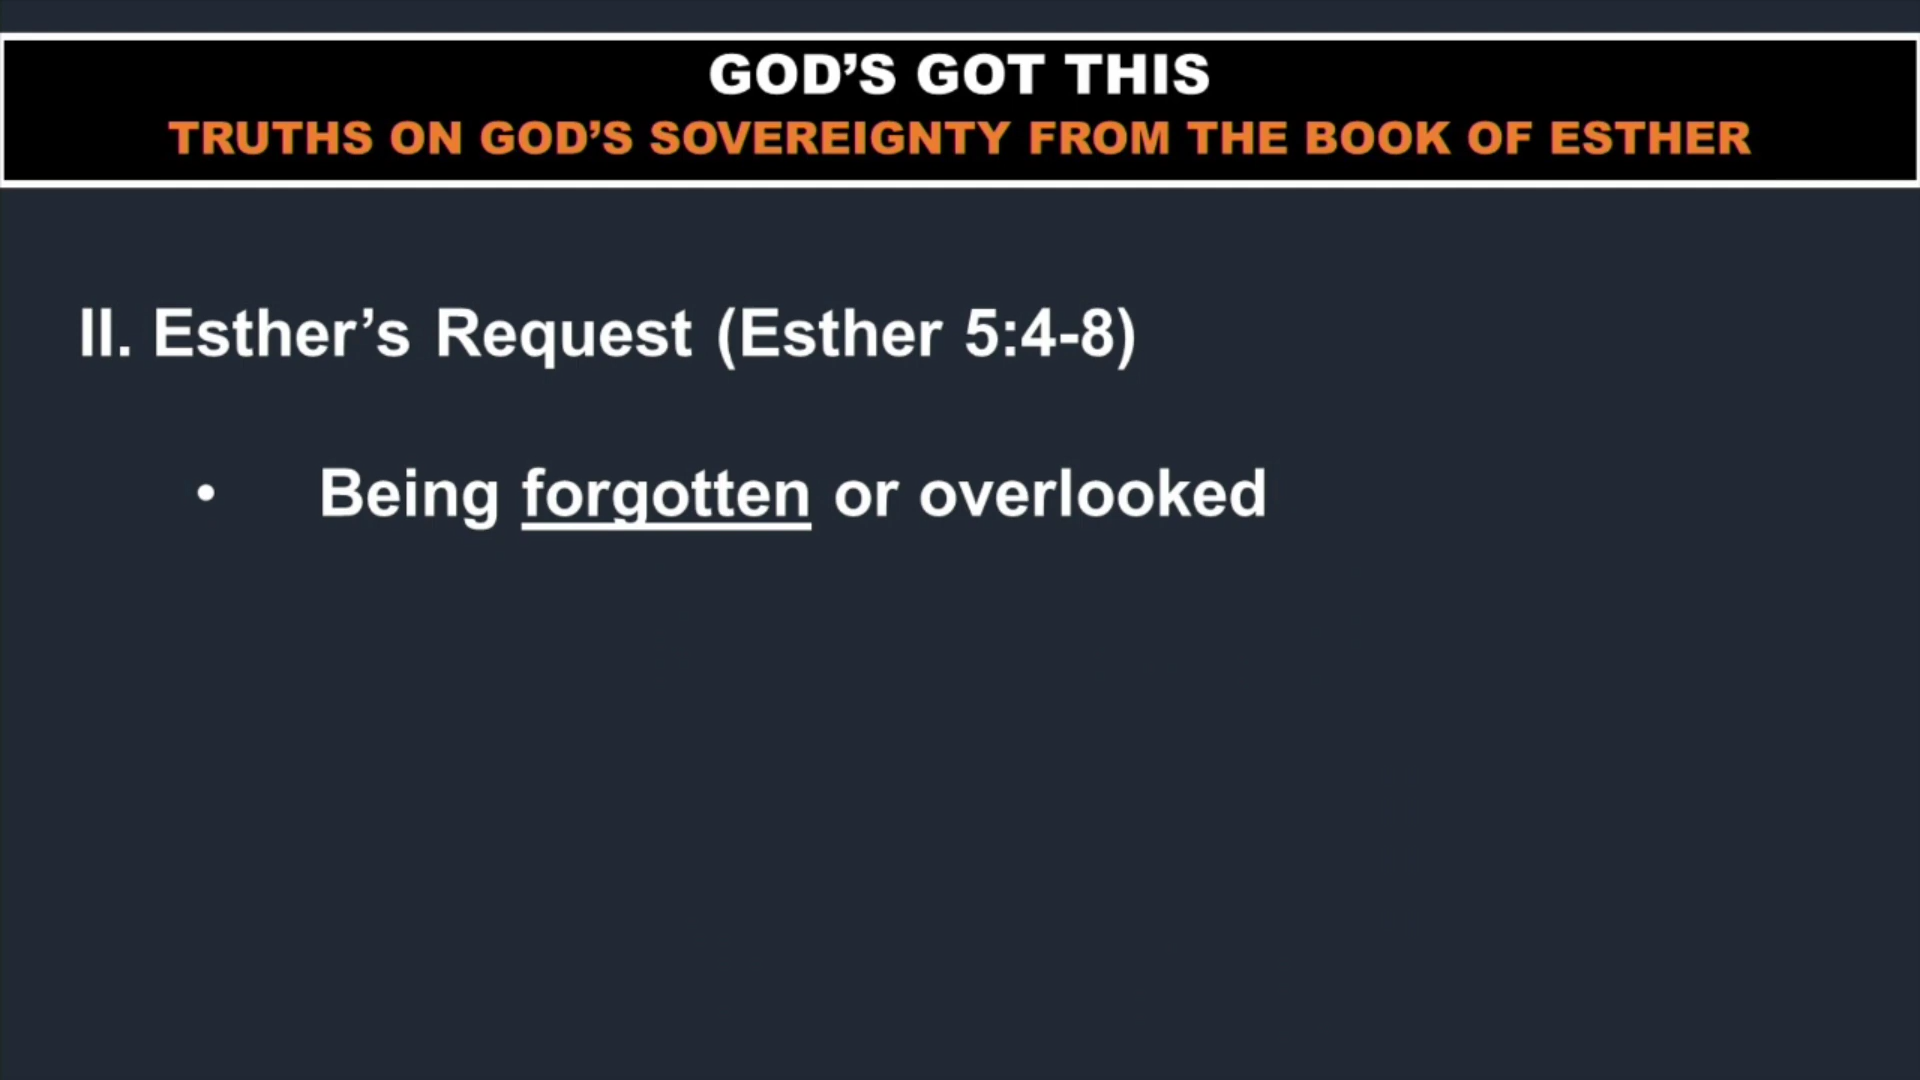 GOD’S GOT THIS
TRUTHS ON GOD’S SOVEREIGNTY FROM THE BOOK OF ESTHER
II. Esther’s Request (Esther 5:4-8)
• Being forgotten or overlooked